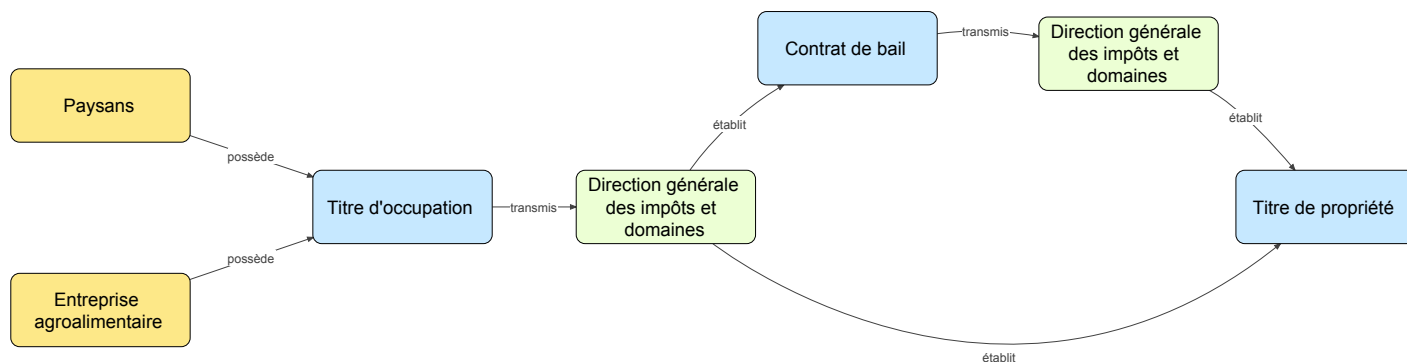 Paysans
possède
Entreprise
agroalimentaire
possède
Titre d'occupation
transmis
Direction générale
des impôts et
domaines
établit
Contrat de bail
transmis
Direction générale
des impôts et
domaines
établit
Titre de propriété
établit